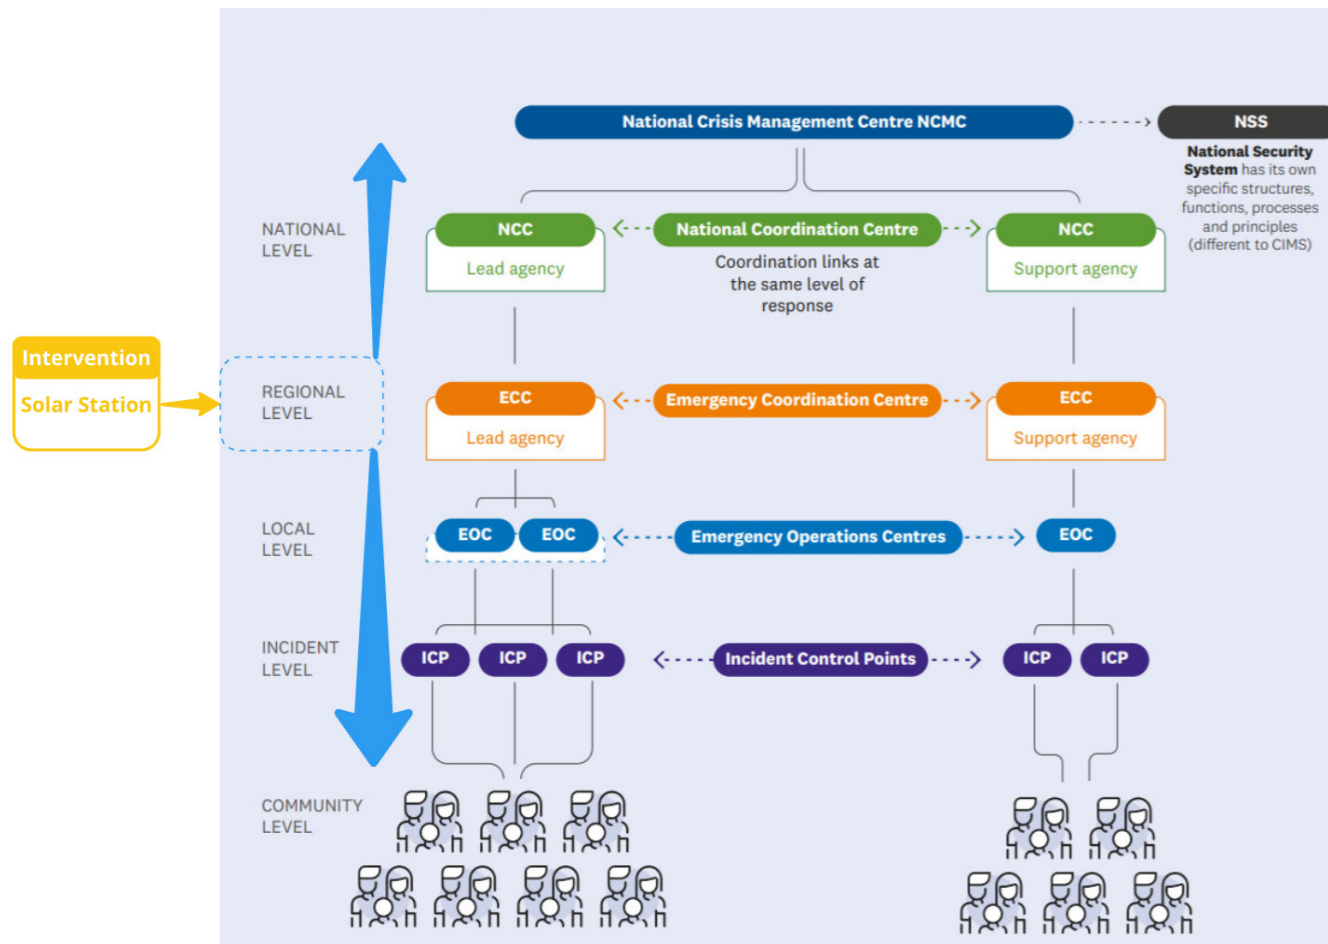 National Crisis Management Centre NCMC
NSS
National Security
System has its own
specific structures,
functions, processes
and principles
(different to CIMS)
NATIONAL
LEVEL
NCC
Lead agency
National Coordination Centre
Coordination links at
the same level of
response
NCC
Support agency
Intervention
Solar Station
REGIONAL
LEVEL
ECC
Lead agency
Emergency Coordination Centre
ECC
Support agency
LOCAL
LEVEL
EOC
EOC
Emergency Operations Centres
EOC
INCIDENT
LEVEL
ICP
ICP
ICP
Incident Control Points
ICP
ICP
COMMUNITY
LEVEL